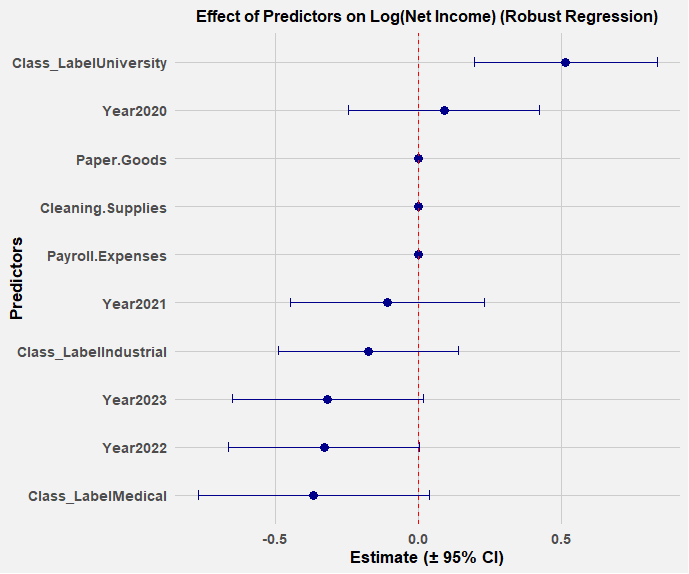 Effect of Predictors on Log(Net Income) (Robust Regression)
Predictors
Class_LabelUniversity
Year2020
Paper.Goods
Cleaning.Supplies
Payroll.Expenses
Year2021
Class_LabelIndustrial
Year2023
Year2022
Class_LabelMedical
-0.5 0.0 0.5
Estimate (± 95% CI)